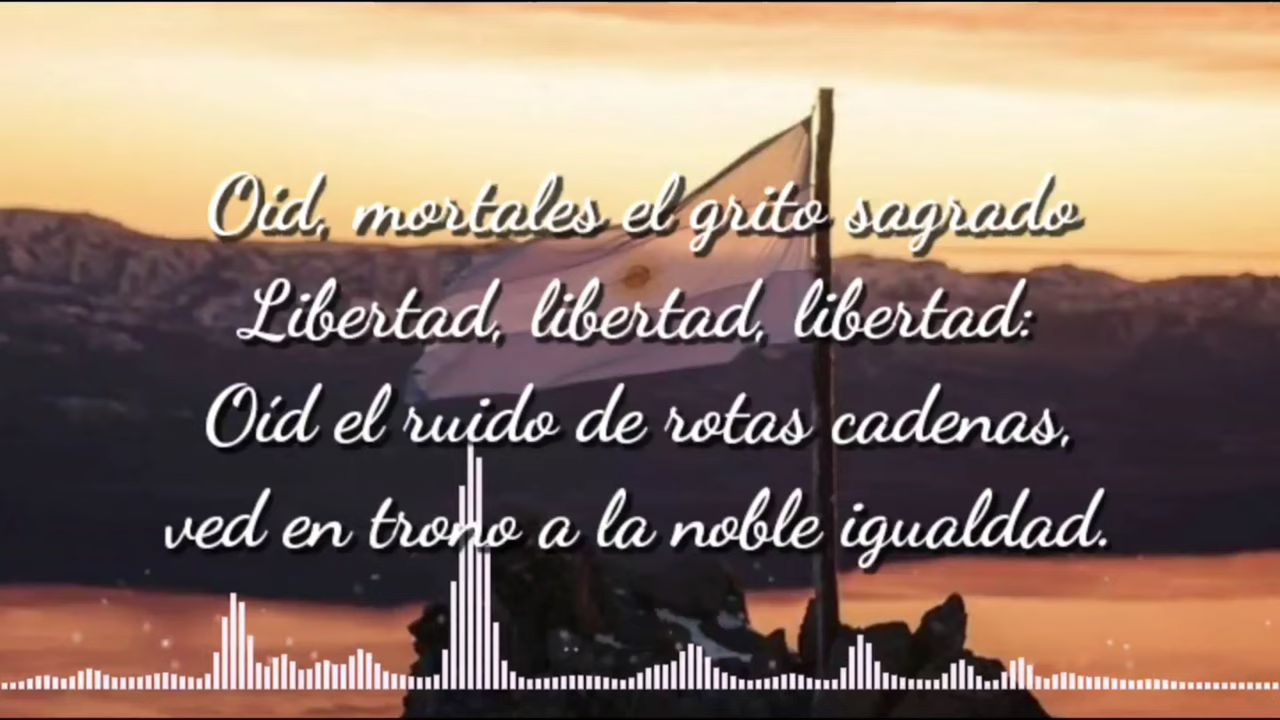 Oid, mortales el grito sagrado
Libertad, libertad, libertad:
Oíd el ruido de rotas cadenas,
ved en trono a la noble igualdad.